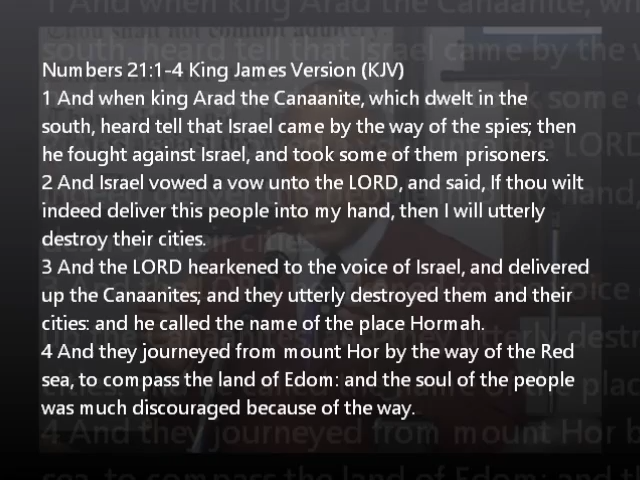 Numbers 21:1-4 King James Version (KJV)
1 And when king Arad the Canaanite, which dwelt in the
south, heard tell that Israel came by the way of the spies; then
he fought against Israel, and took some of them prisoners.
2 And Israel vowed a vow unto the LORD, and said, If thou wilt
indeed deliver this people into my hand, then I will utterly
destroy their cities.
3 And the LORD hearkened to the voice of Israel, and delivered
up the Canaanites; and they utterly destroyed them and their
cities: and he called the name of the place Hormah.
4 And they journeyed from mount Hor by the way of the Red
sea, to compass the land of Edom: and the soul of the people
was much discouraged because of the way.